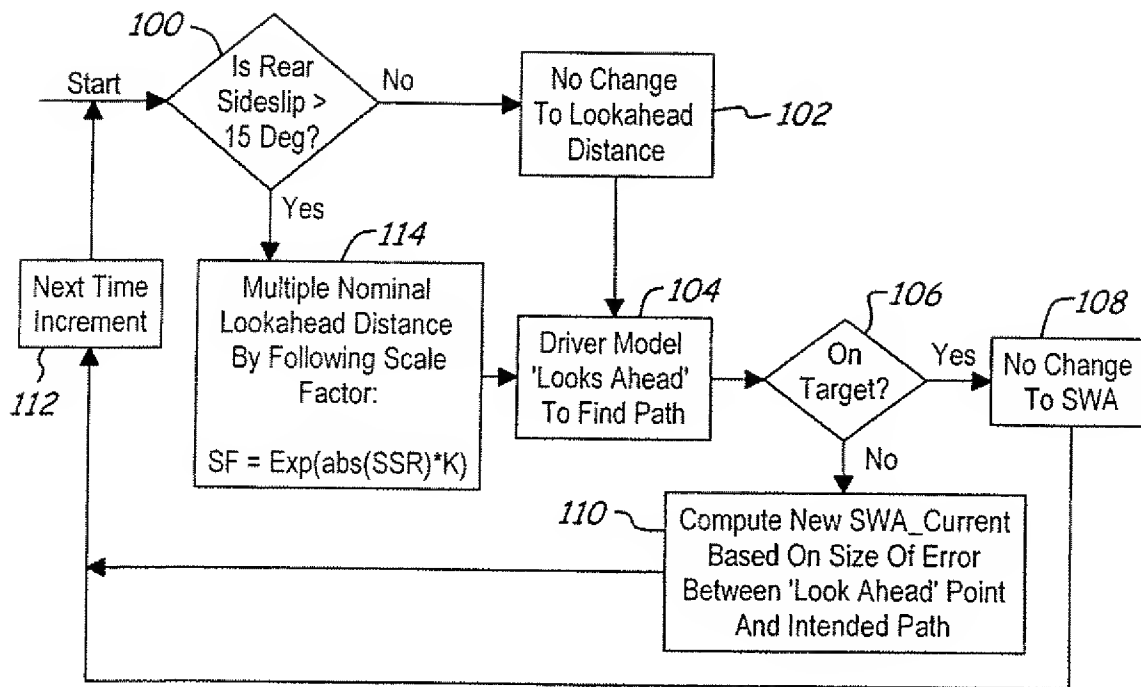 100
Start
Is Rear
Sideslip >
15 Deg?
No
No Change
To Lookahead
Distance
102
Yes
114
Multiple Nominal
Lookahead Distance
By Following Scale
Factor:
SF = Exp(abs(SSR)*K)
Next Time
Increment
112
104
Driver Model
'Looks Ahead'
To Find Path
106
On
Target?
Yes
108
No Change
To SWA
No
110
Compute New SWA_Current
Based On Size Of Error
Between 'Look Ahead' Point
And Intended Path